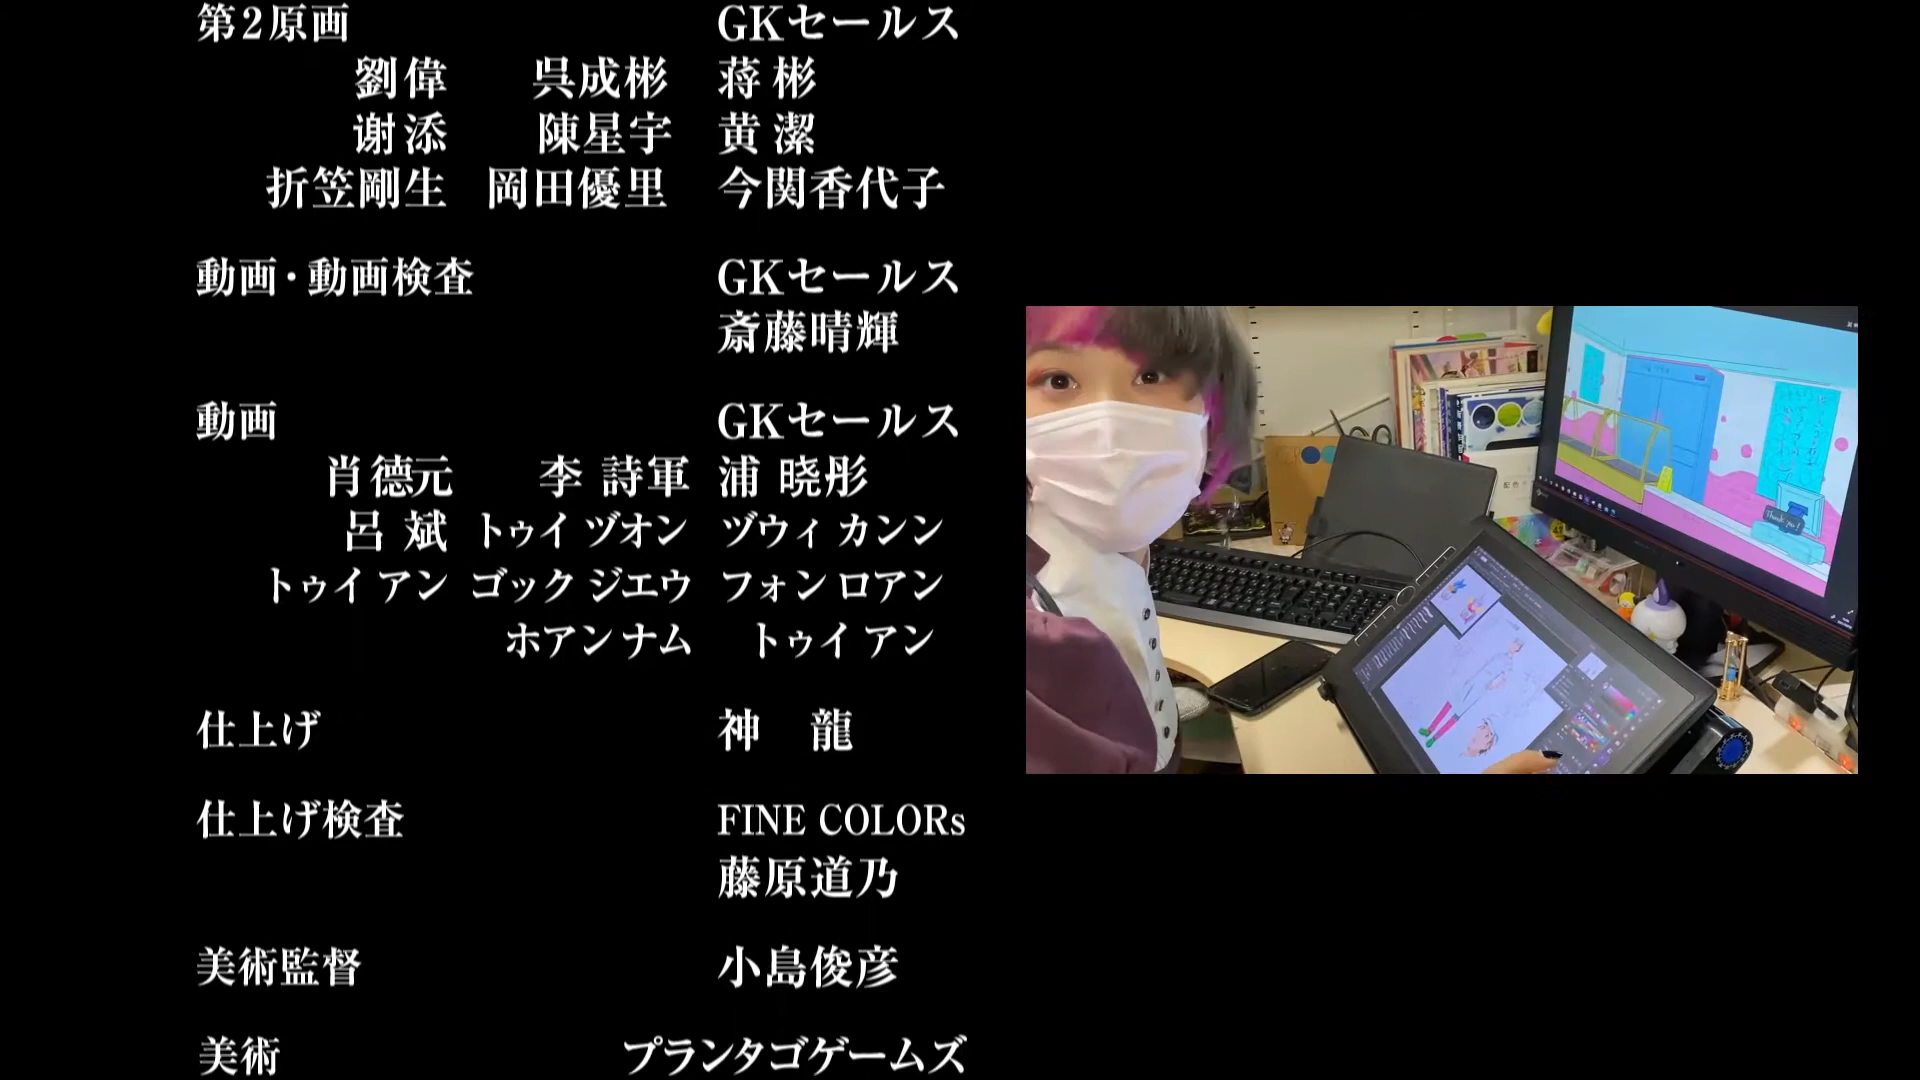 第2原画 GKセールス
劉偉 呉成彬 蒋彬
谢添 陳星宇 黄潔
折笠剛生 岡田優里 今関香代子
動画・動画検査 GKセールス
斎藤晴輝
動画 GKセールス
肖德元 李詩軍 浦晓彤
呂斌 トゥイ ヅオン ヅウィ カンン
トゥイ アン ゴック ジエウ フォン ロアン
ホアン ナム トゥイ アン
仕上げ 神 龍
仕上げ検査 FINE COLORs
藤原道乃
美術監督 小島俊彦
美術 プランタゴゲームズ
Thank you!